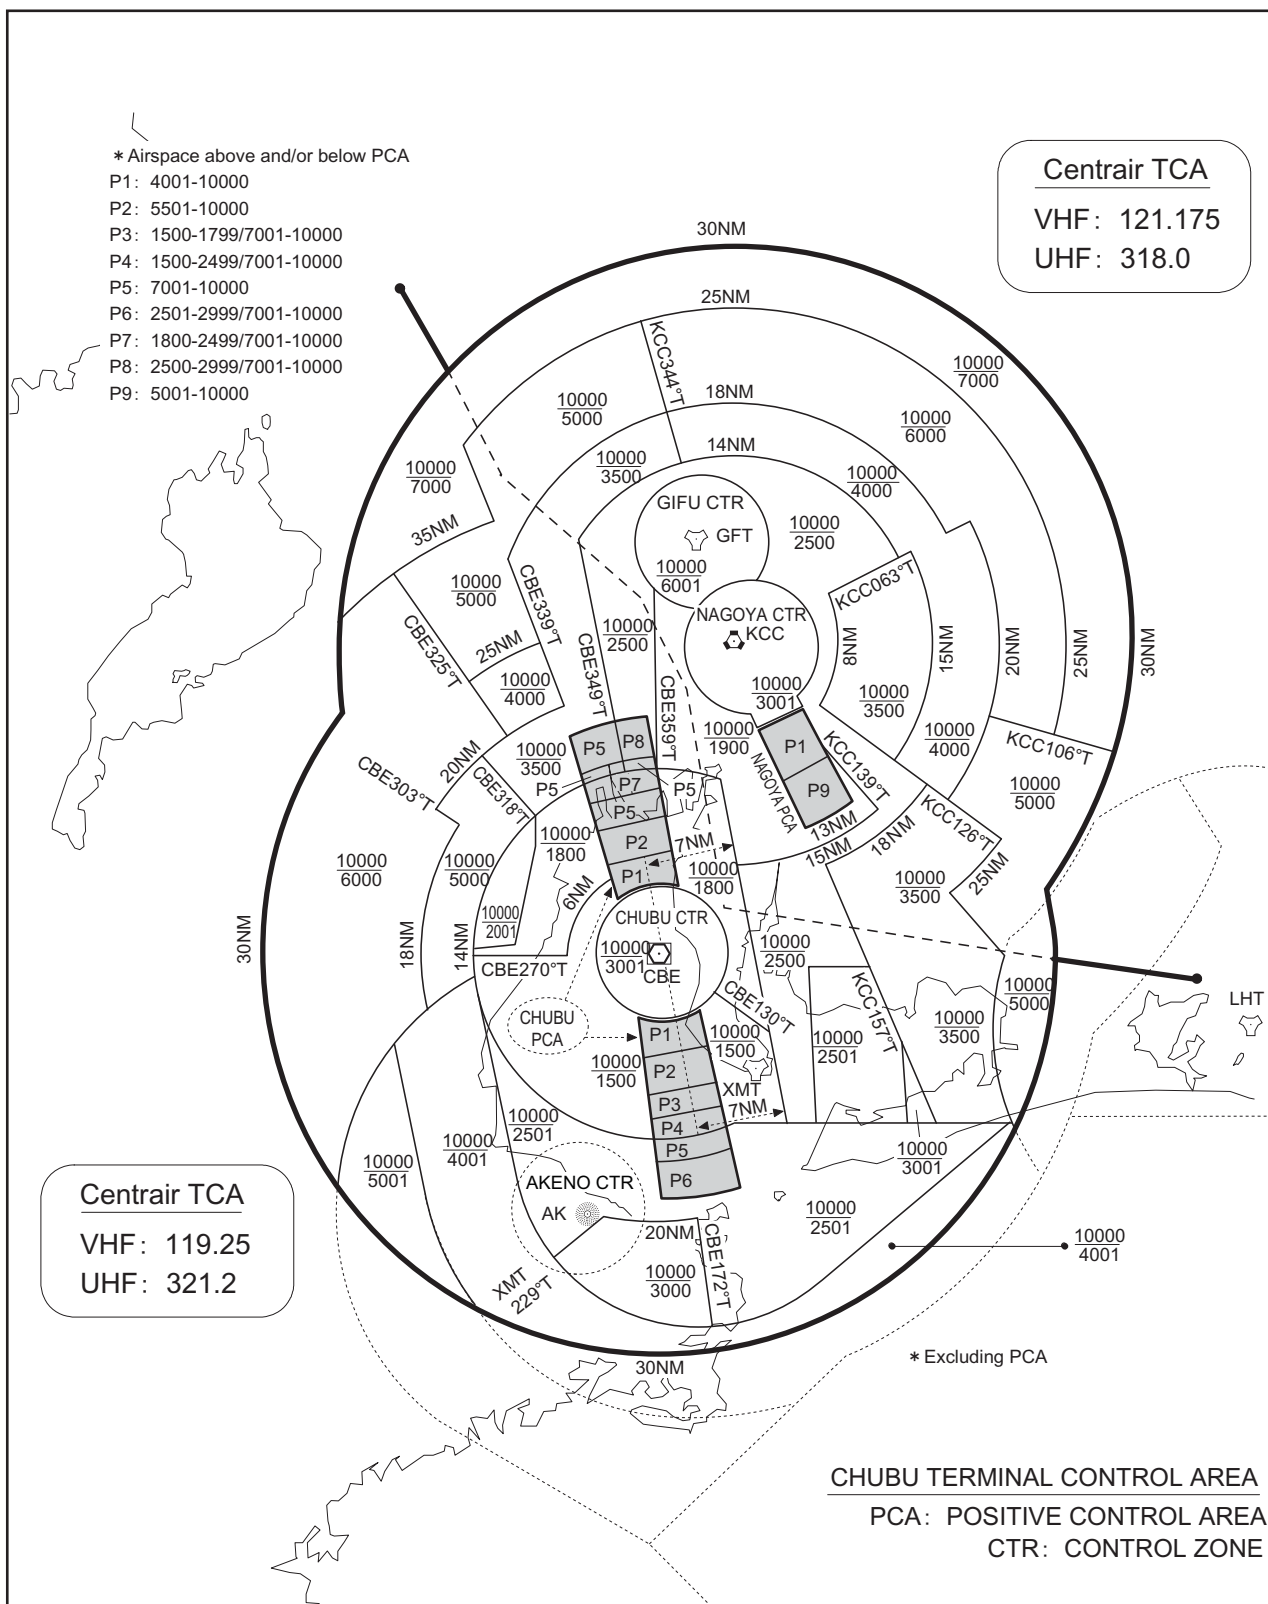 * Airspace above and/or below PCA
P1: 4001-10000
P2: 5501-10000
P3: 1500-1799/7001-10000
P4: 1500-2499/7001-10000
P5: 7001-10000
P6: 2501-2999/7001-10000
P7: 1800-2499/7001-10000
P8: 2500-2999/7001-10000
P9: 5001-10000
Centrair TCA
VHF: 121.175
UHF: 318.0
30NM
25NM
KCC344°T
10000
7000
10000
5000
18NM
10000
6000
14NM
10000
7000
10000
3500
10000
4000
GIFU CTR
GFT
10000
2500
35NM
10000
6001
KCC063°T
10000
5000
CBE339°T
NAGOYA CTR
KCC
10000
2500
CBE325°T
25NM
8NM
15NM
20NM
25NM
30NM
10000
4000
CBE349°T
CBE359°T
10000
3001
10000
3500
10000
1900
10000
4000
KCC106°T
P5
P8
P1
KCC139°T
20NM
10000
3500
10000
5000
CBE303°T
CBE318°T
P5
P7
P5
P9
NAGOYA PCA
P5
13NM
KCC126°T
10000
1800
P2
7NM
15NM
18NM
10000
6000
10000
5000
10000
1800
25NM
P1
10000
3500
6NM
10000
2001
CHUBU CTR
30NM
18NM
14NM
10000
3001
CBE
10000
2500
CBE270°T
CBE130°T
KCC157°T
10000
5000
LHT
CHUBU
PCA
P1
10000
1500
10000
3500
10000
2501
10000
1500
P2
XMT
P3
7NM
P4
10000
2501
10000
4001
P5
10000
3001
10000
5001
P6
AKENO CTR
AK
10000
2501
20NM
CBE172°T
10000
4001
Centrair TCA
VHF: 119.25
UHF: 321.2
XMT
229°T
10000
3000
30NM
* Excluding PCA
CHUBU TERMINAL CONTROL AREA
PCA: POSITIVE CONTROL AREA
CTR: CONTROL ZONE